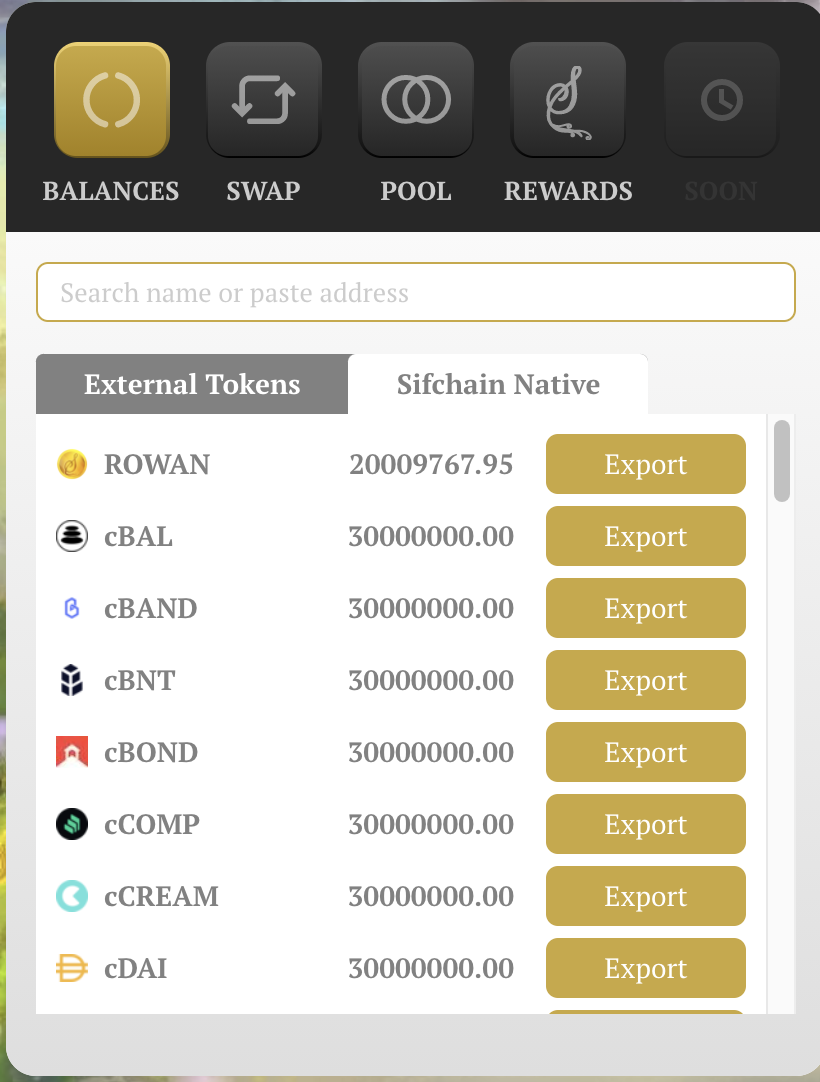 BALANCES SWAP POOL REWARDS SOON
Search name or paste address
External Tokens Sifchain Native
ROWAN 20009767.95 Export
cBAL 30000000.00 Export
cBAND 30000000.00 Export
cBNT 30000000.00 Export
cBOND 30000000.00 Export
cCOMP 30000000.00 Export
cCREAM 30000000.00 Export
cDAI 30000000.00 Export